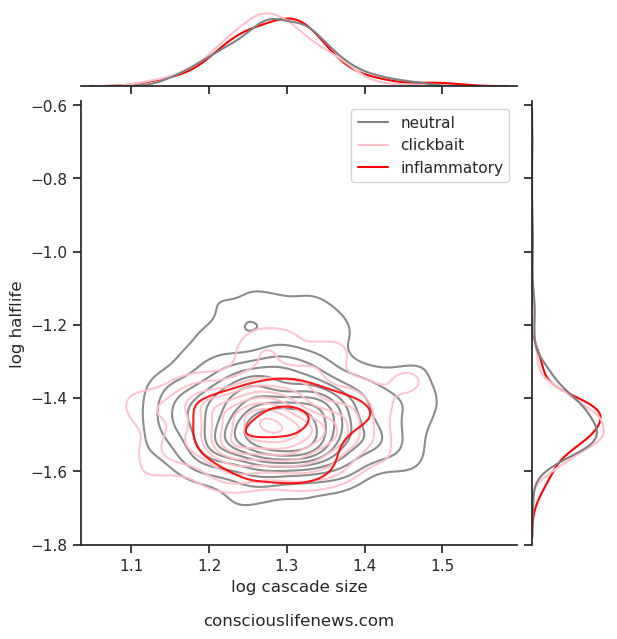 neutral
clickbait
inflammatory
−0.6
−0.8
−1.0
−1.2
−1.4
−1.6
−1.8
log halflife
1.1 1.2 1.3 1.4 1.5
log cascade size
consciouslifenews.com